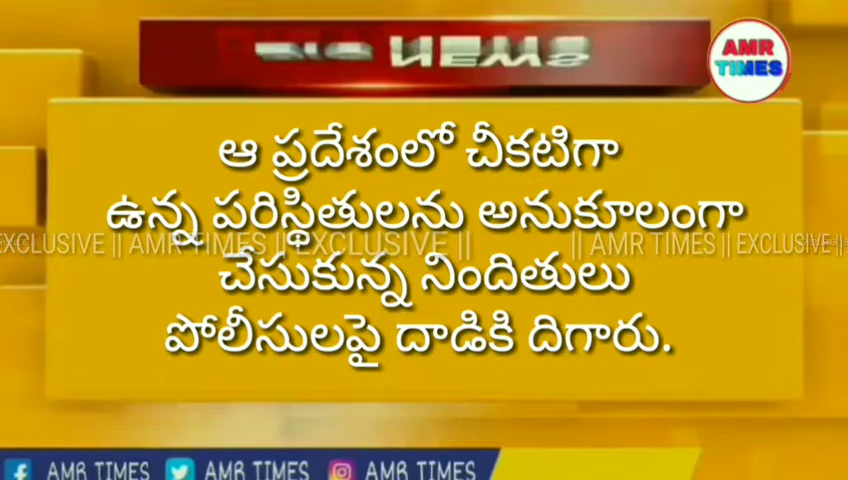 NEWS
AMR
TIMES
ఆ ప్రదేశంలో చీకటిగా
ఉన్న పరిస్థితులను అనుకూలంగా
EXCLUSIVE || AMR TIMES || EXCLUSIVE || || AMR TIMES || EXCLUSIVE ||
చేసుకున్న నిందితులు
పోలీసులపై దాడికి దిగారు.
AMR TIMES AMR TIMES AMR TIMES